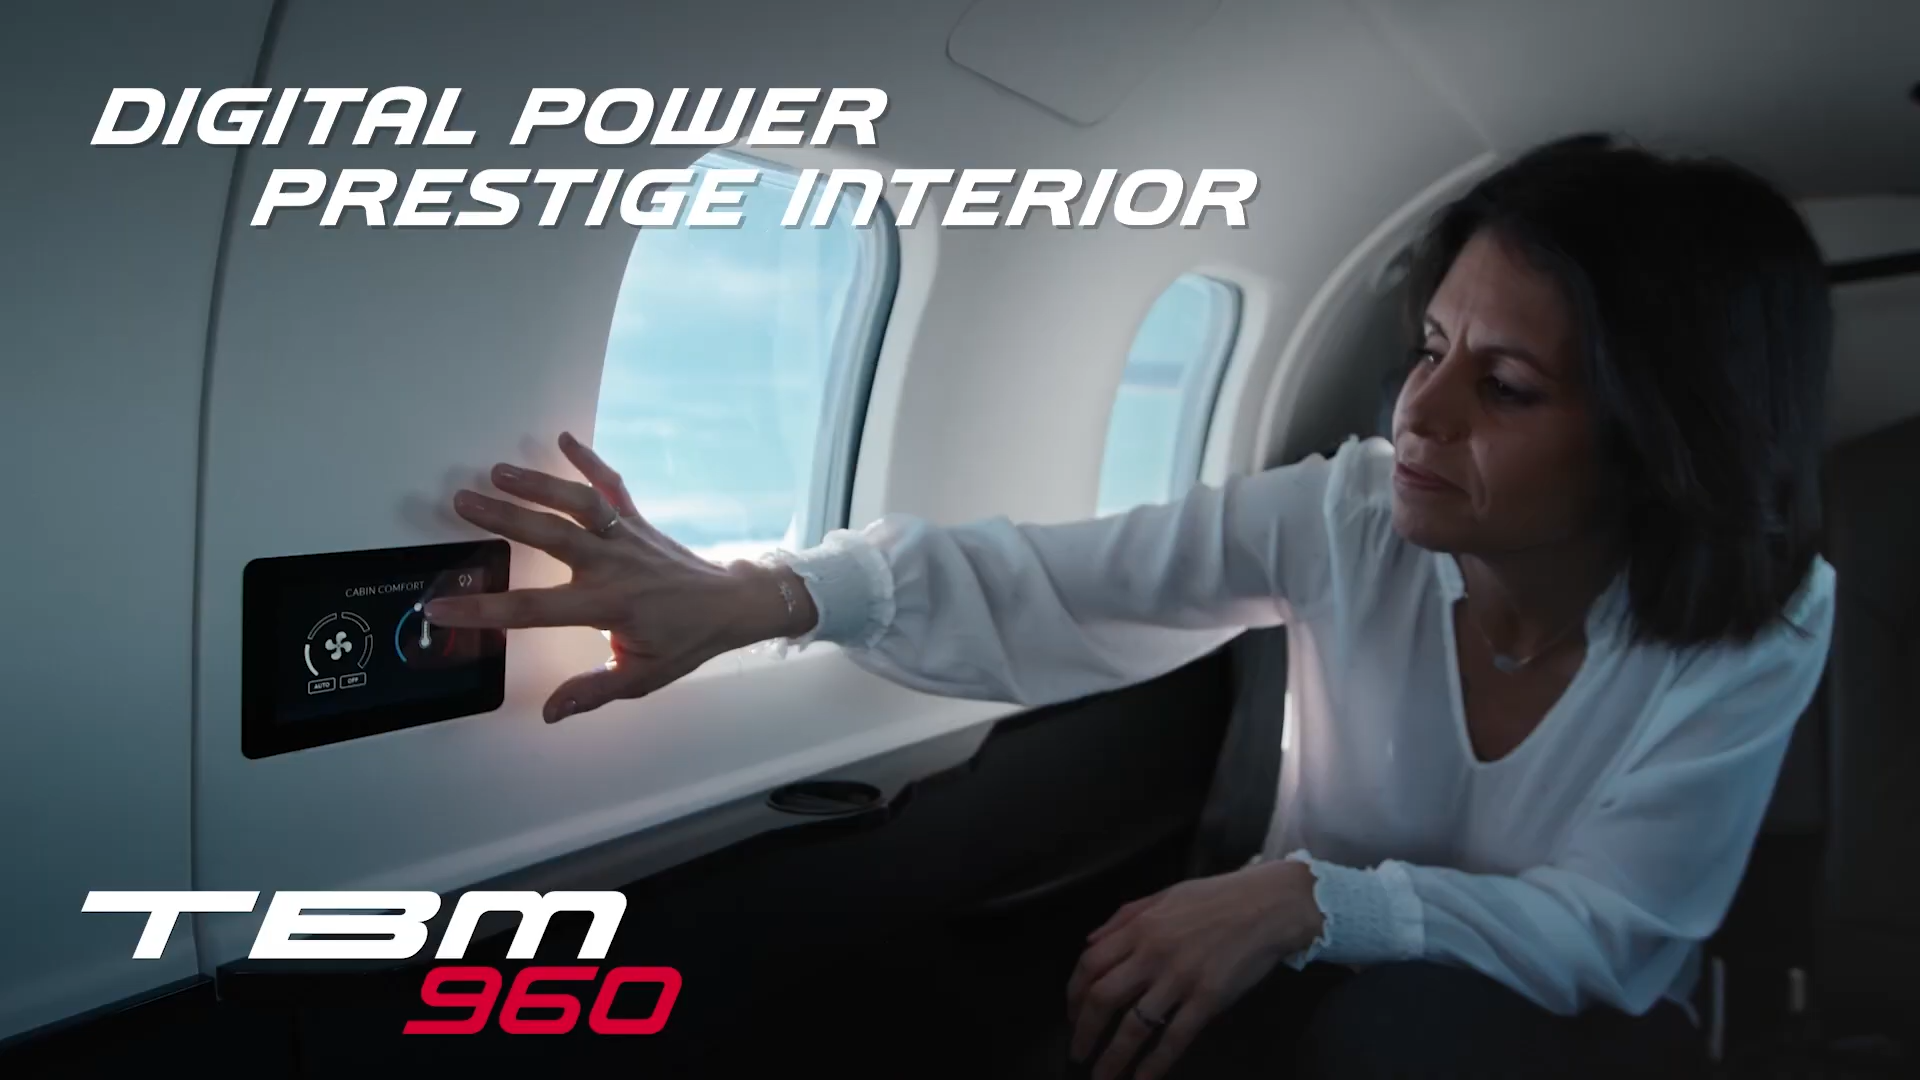 DIGITAL POWER
PRESTIGE INTERIOR
CABIN COMFORT
AUTO OFF
TBM
960